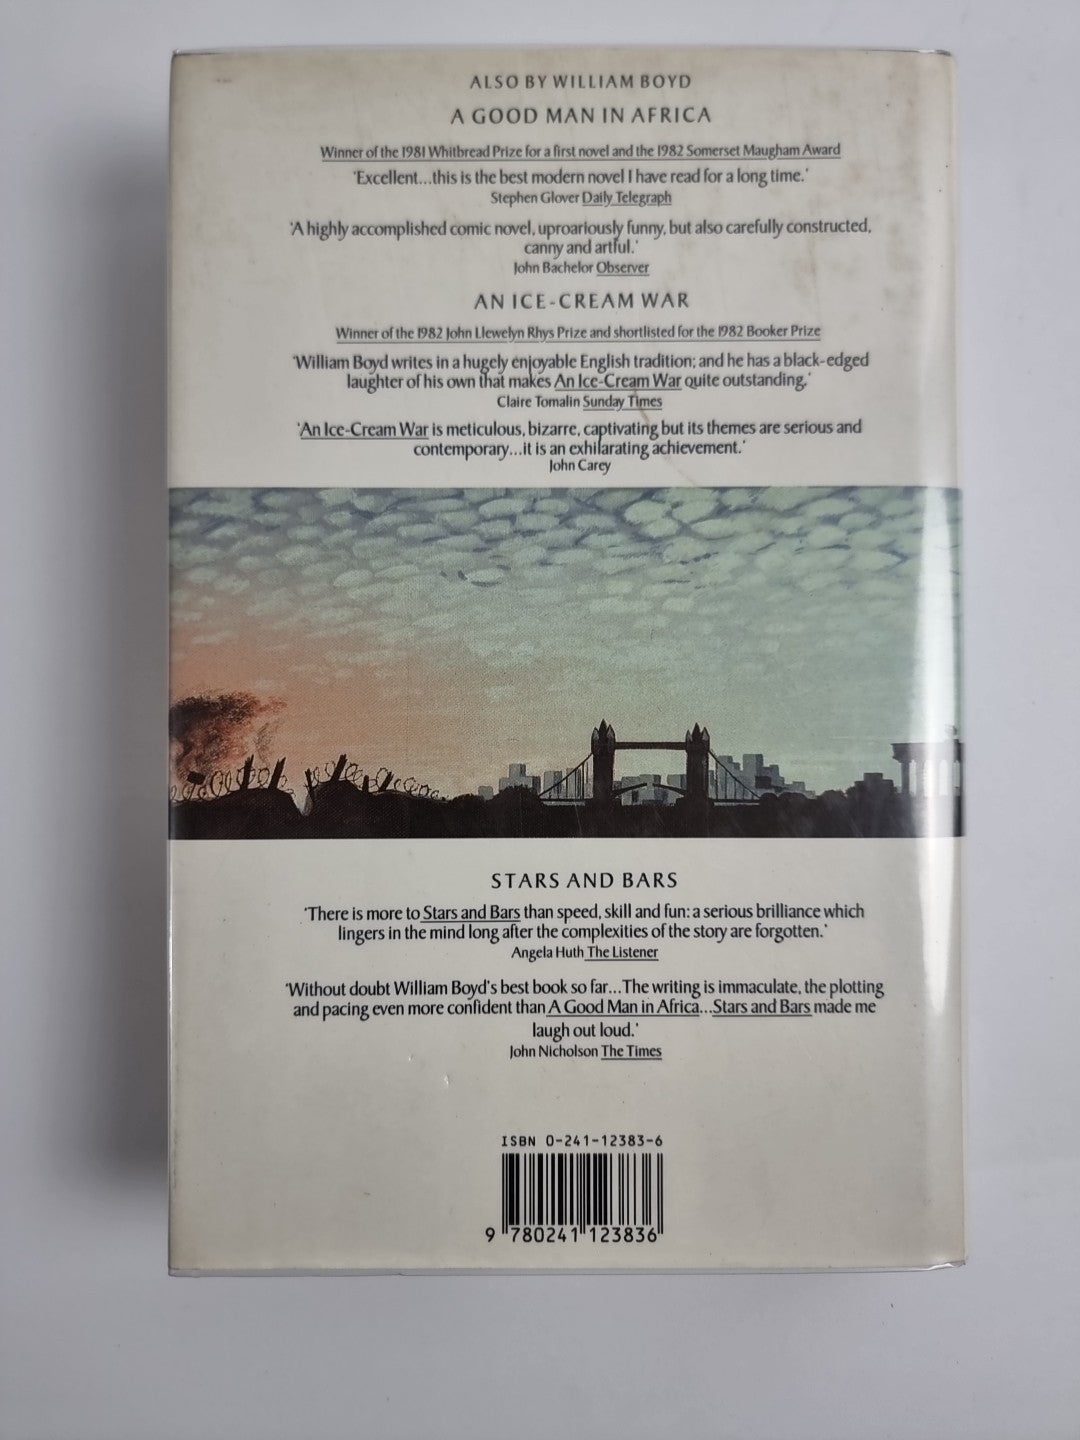 ALSO BY WILLIAM BOYD
A GOOD MAN IN AFRICA
Winner of the 1981 Whitbread Prize for a first novel and the 1982 Somerset Maugham Award
'Excellent...this is the best modern novel I have read for a long time.'
Stephen Glover Daily Telegraph
'A highly accomplished comic novel, uproariously funny, but also carefully constructed,
canny and artful.'
John Bachelor Observer
AN ICE-CREAM WAR
Winner of the 1982 John Llewelyn Rhys Prize and shortlisted for the 1982 Booker Prize
'William Boyd writes in a hugely enjoyable English tradition; and he has a black-edged
laughter of his own that makes An Ice-Cream War quite outstanding.'
Claire Tomalin Sunday Times
'An Ice-Cream War is meticulous, bizarre, captivating but its themes are serious and
contemporary...it is an exhilarating achievement.'
John Carey
STARS AND BARS
'There is more to Stars and Bars than speed, skill and fun: a serious brilliance which
lingers in the mind long after the complexities of the story are forgotten.'
Angela Huth The Listener
'Without doubt William Boyd's best book so far...The writing is immaculate, the plotting
and pacing even more confident than A Good Man in Africa...Stars and Bars made me
laugh out loud.'
John Nicholson The Times
ISBN 0-241-12383-6
9 780241 123836